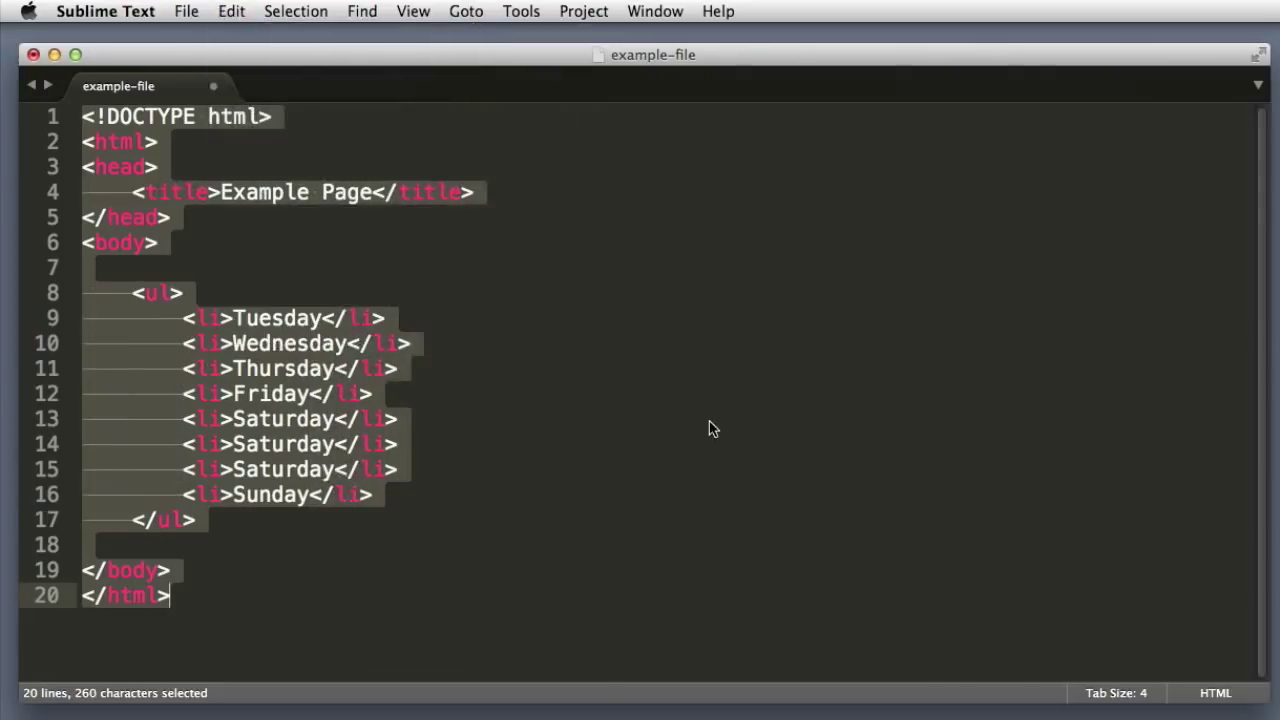 Sublime Text File Edit Selection Find View Goto Tools Project Window Help
example-file
example-file
1 <!DOCTYPE html>
2 <html>
3 <head>
4 <title>Example Page</title>
5 </head>
6 <body>
7
8 <ul>
9 <li>Tuesday</li>
10 <li>Wednesday</li>
11 <li>Thursday</li>
12 <li>Friday</li>
13 <li>Saturday</li>
14 <li>Saturday</li>
15 <li>Saturday</li>
16 <li>Sunday</li>
17 </ul>
18
19 </body>
20 </html>
20 lines, 260 characters selected Tab Size: 4 HTML